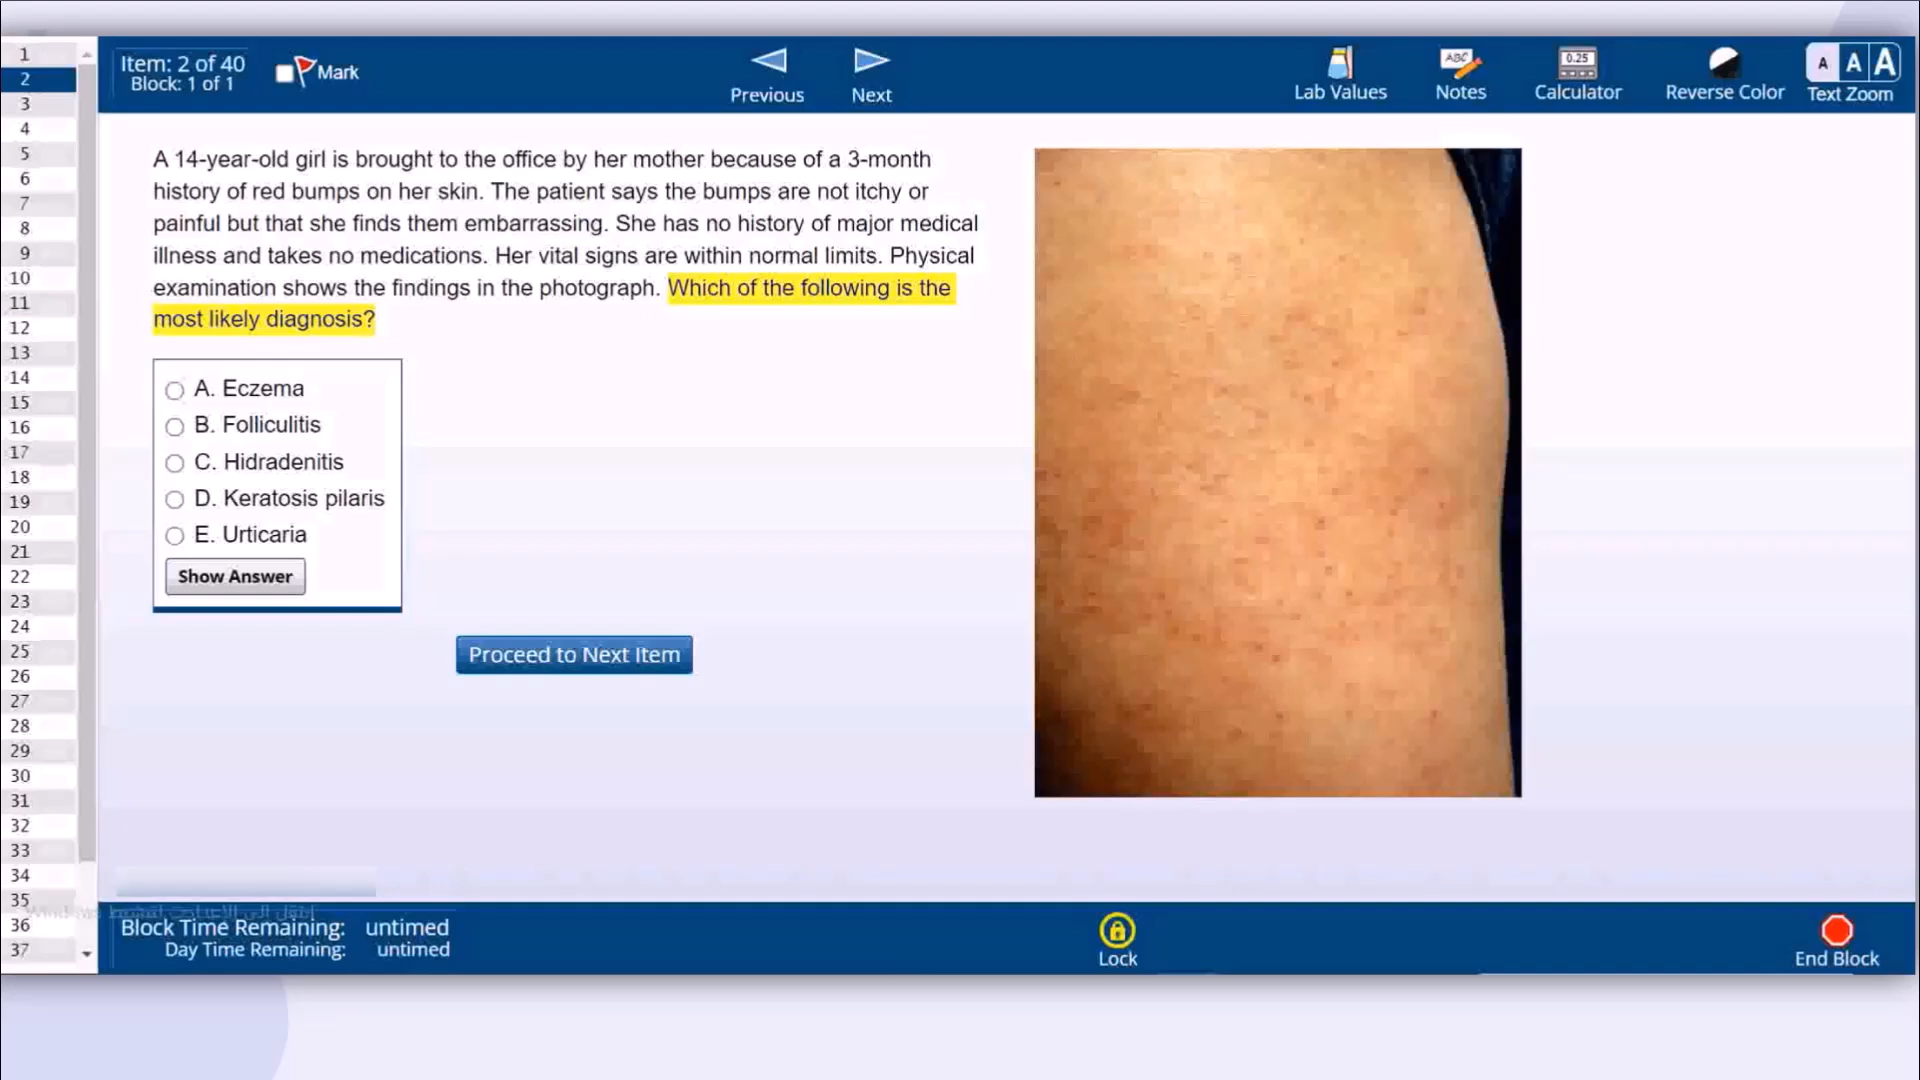 Item: 2 of 40
Block: 1 of 1
Mark
Previous
Next
Lab Values
ABC
Notes
0.25
Calculator
Reverse Color
A A A
Text Zoom
1
2
3
4
5
6
7
8
9
10
11
12
13
14
15
16
17
18
19
20
21
22
23
24
25
26
27
28
29
30
31
32
33
34
35
36
37
A 14-year-old girl is brought to the office by her mother because of a 3-month
history of red bumps on her skin. The patient says the bumps are not itchy or
painful but that she finds them embarrassing. She has no history of major medical
illness and takes no medications. Her vital signs are within normal limits. Physical
examination shows the findings in the photograph. Which of the following is the
most likely diagnosis?
A. Eczema
B. Folliculitis
C. Hidradenitis
D. Keratosis pilaris
E. Urticaria
Show Answer
Proceed to Next Item
Block Time Remaining: untimed
Day Time Remaining: untimed
Lock
End Block